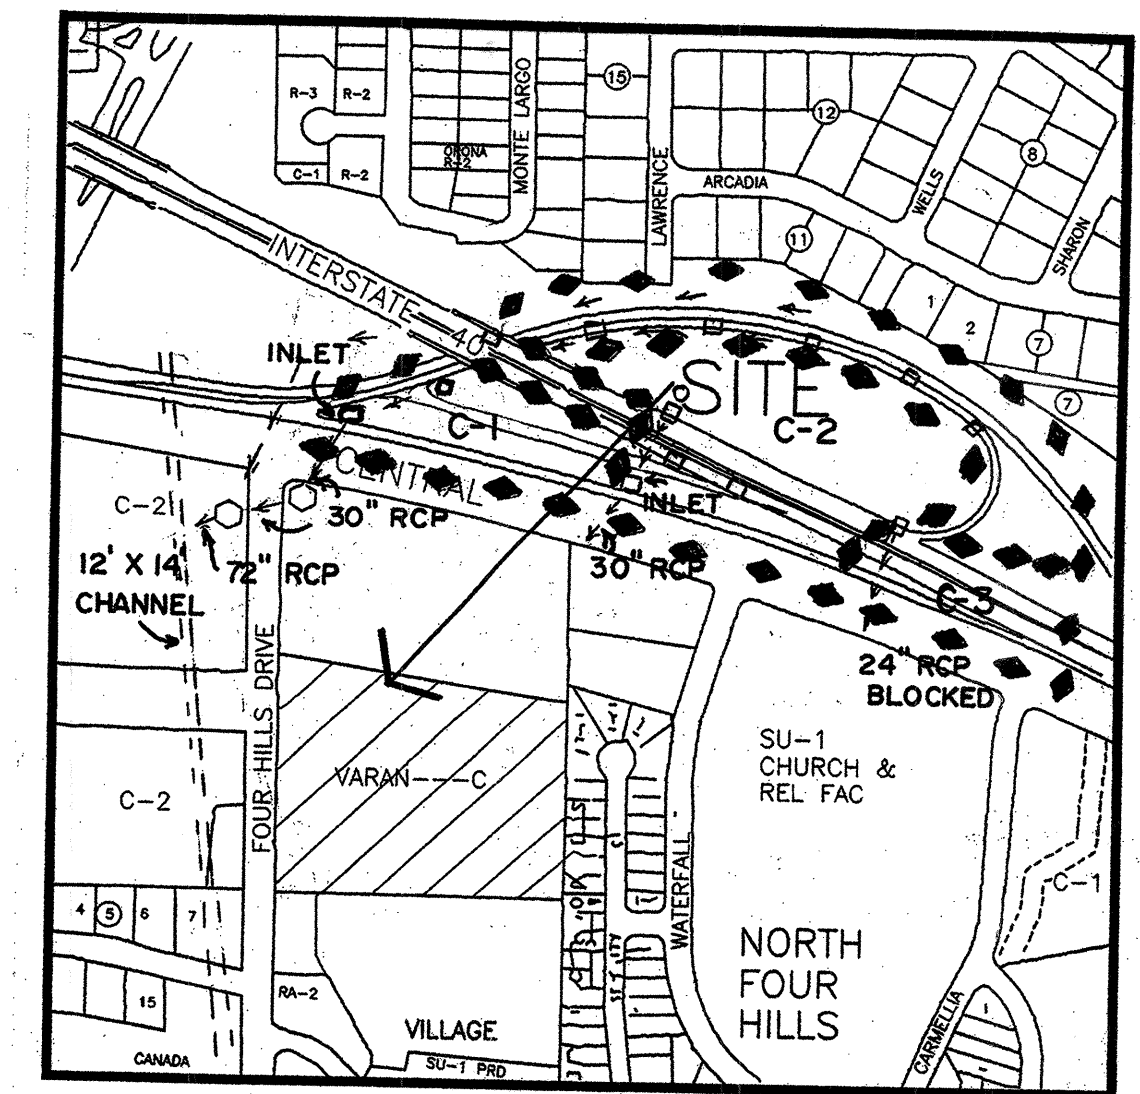 R-3
R-2
15
12
8
C-1
R-2
OPONA
R-2
MONTE LARGO
LAWRENCE
ARCADIA
WELLS
SHARON
11
INTERSTATE 40
1
2
7
7
INLET
SITE
C-1
C-2
CENTRAL
INLET
C-2
30" RCP
30" RCP
12' X 14'
CHANNEL
72" RCP
C-3
24" RCP
BLOCKED
FOUR HILLS DRIVE
VARAN---C
SU-1
CHURCH &
REL FAC
C-2
WATERFALL
C-1
4
5
6
7
NORTH
FOUR
HILLS
15
RA-2
VILLAGE
CANADA
SU-1 PRD
CARMELLIA